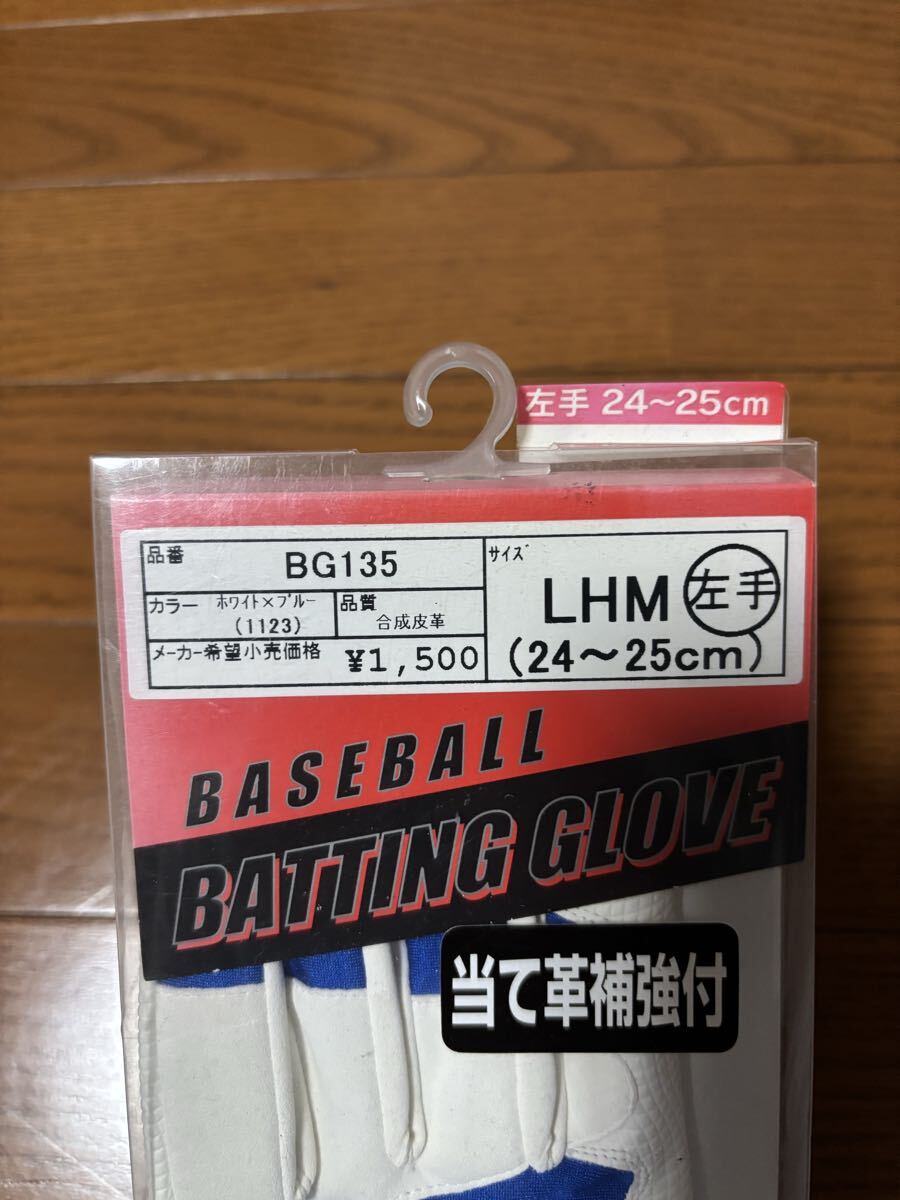 左手 24～25cm
品番 BG135
カラー ホワイト×ブルー (1123)
品質 合成皮革
メーカー希望小売価格 ¥1,500
サイズ
LHM 左手
(24～25cm)
BASEBALL
BATTING GLOVE
当て革補強付